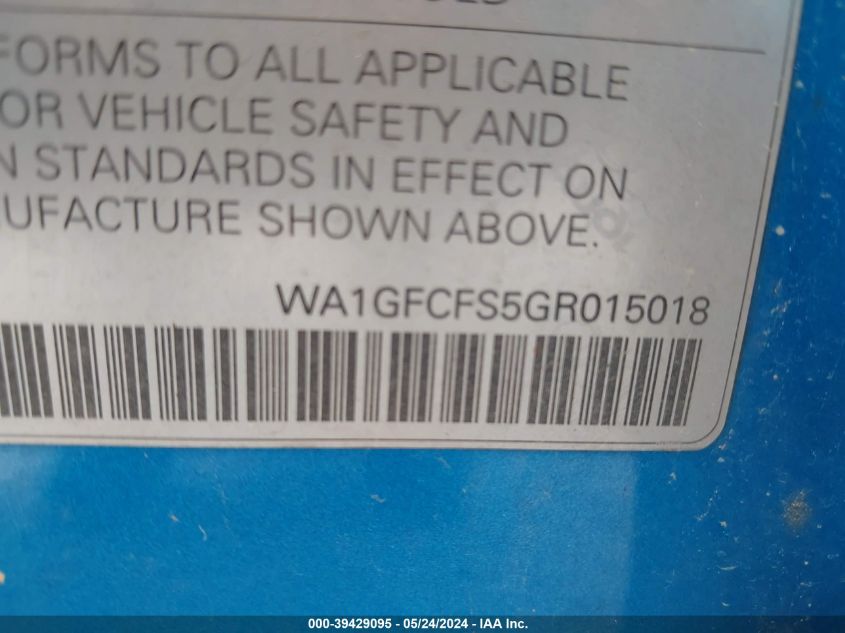 FORMS TO ALL APPLICABLE
OR VEHICLE SAFETY AND
N STANDARDS IN EFFECT ON
UFACTURE SHOWN ABOVE.
WA1GFCFS5GR015018
000-39429095 - 05/24/2024 - IAA Inc.